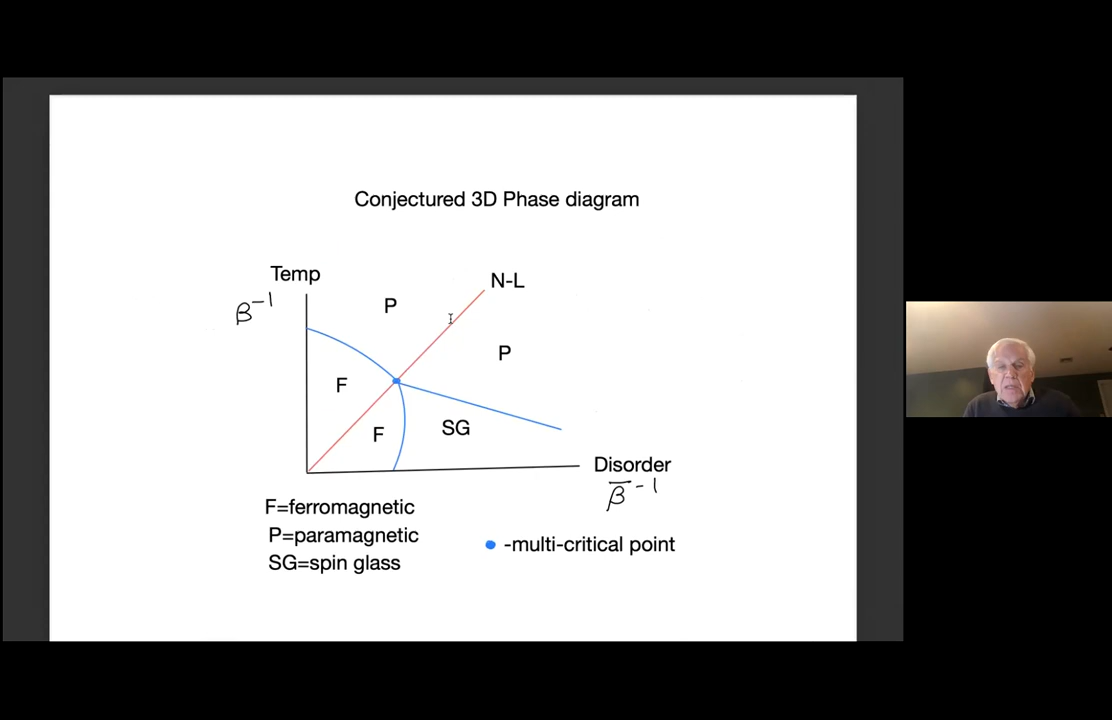 Conjectured 3D Phase diagram
Temp
β⁻¹
N-L
P
P
F
F
SG
Disorder
β̅⁻¹
F=ferromagnetic
P=paramagnetic
SG=spin glass
-multi-critical point